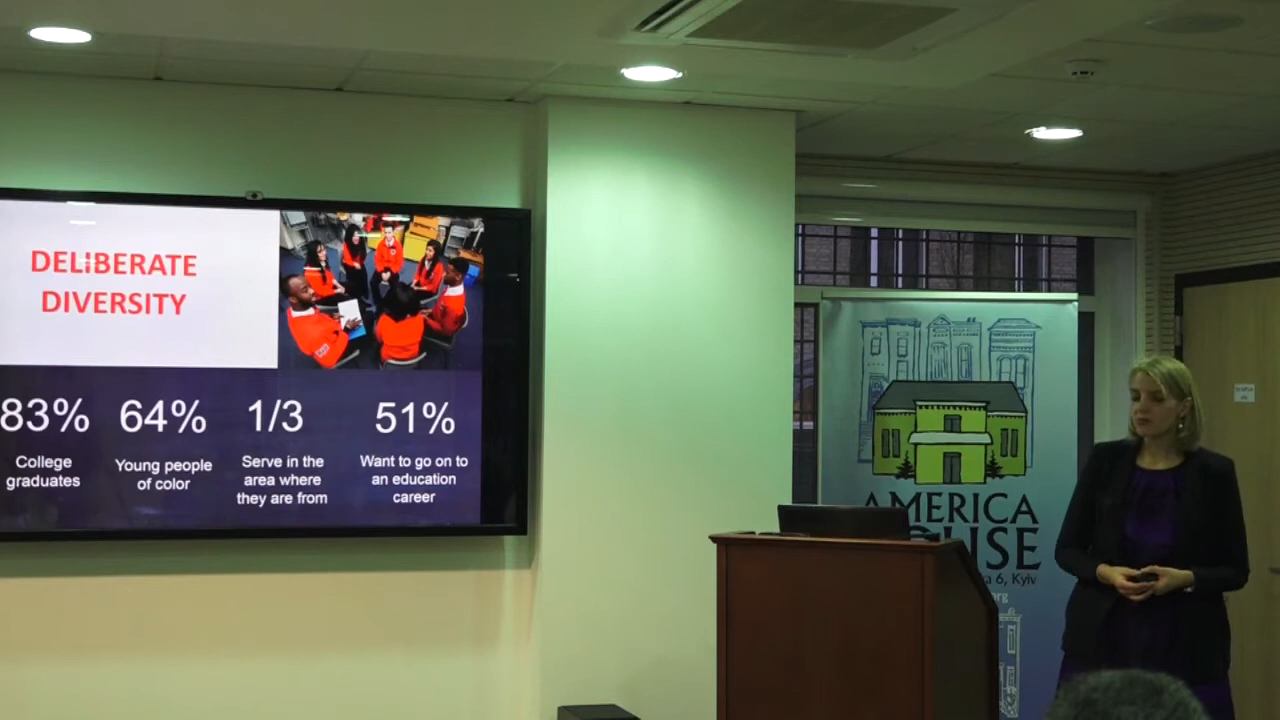 DELIBERATE
DIVERSITY
83%
College
graduates
64%
Young people
of color
1/3
Serve in the
area where
they are from
51%
Want to go on to
an education
career
AMERICA
6, Kyiv